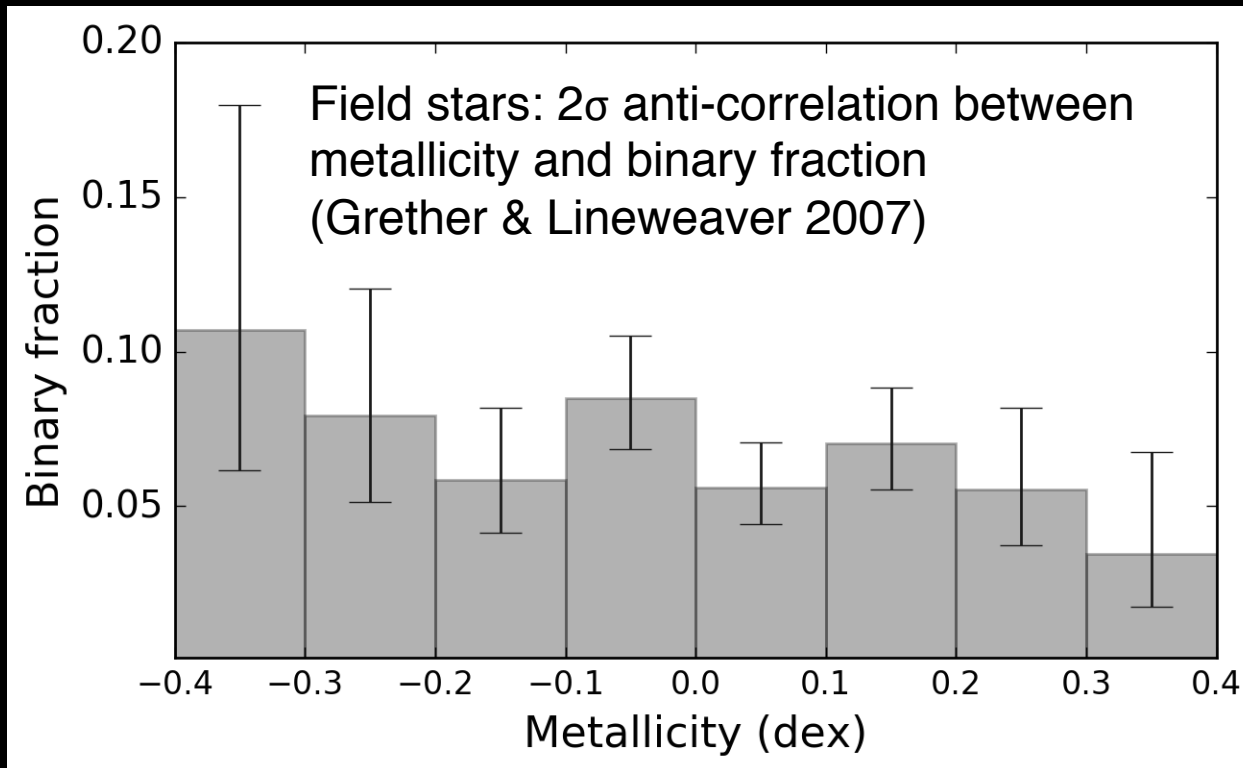 0.20
Field stars: 2σ anti-correlation between
metallicity and binary fraction
(Grether & Lineweaver 2007)
0.15
0.10
0.05
Binary fraction
−0.4 −0.3 −0.2 −0.1 0.0 0.1 0.2 0.3 0.4
Metallicity (dex)